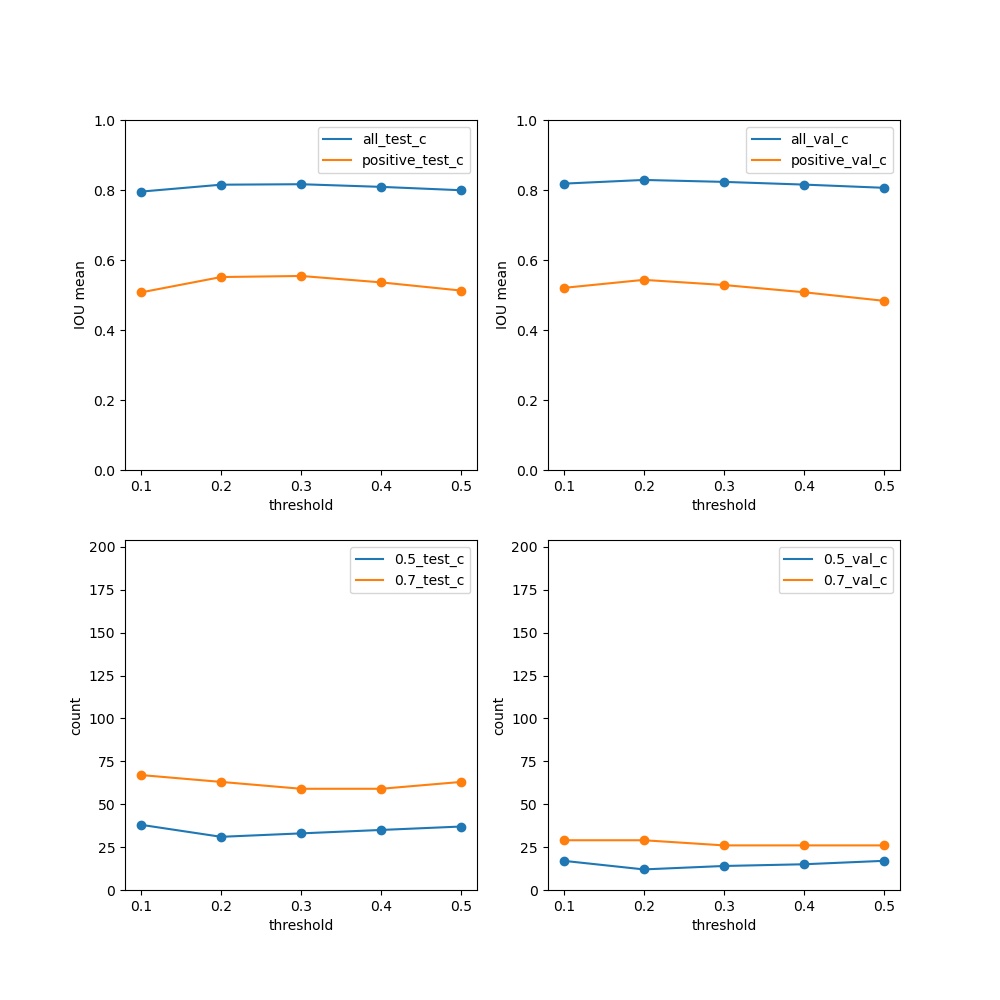 1.0
0.8
0.6
0.4
0.2
0.0
IOU mean
0.1 0.2 0.3 0.4 0.5
threshold
all_test_c
positive_test_c
1.0
0.8
0.6
0.4
0.2
0.0
IOU mean
0.1 0.2 0.3 0.4 0.5
threshold
all_val_c
positive_val_c
200
175
150
125
100
75
50
25
0
count
0.1 0.2 0.3 0.4 0.5
threshold
0.5_test_c
0.7_test_c
200
175
150
125
100
75
50
25
0
count
0.1 0.2 0.3 0.4 0.5
threshold
0.5_val_c
0.7_val_c